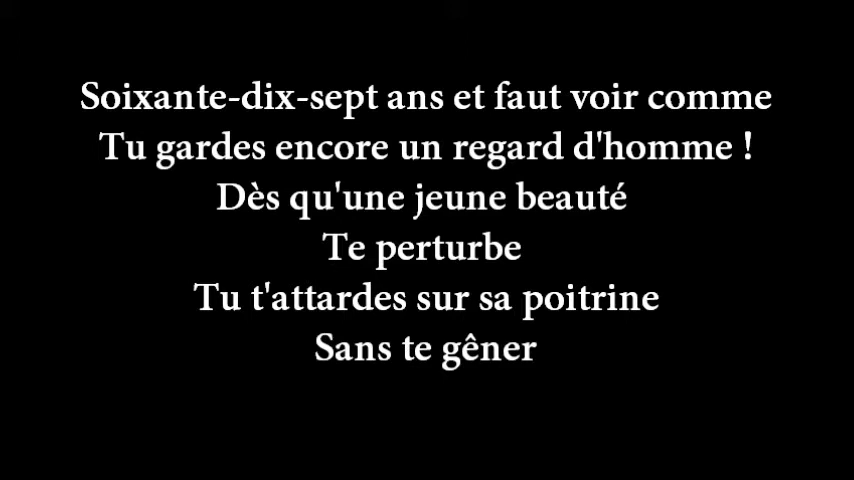 Soixante-dix-sept ans et faut voir comme
Tu gardes encore un regard d'homme !
Dès qu'une jeune beauté
Te perturbe
Tu t'attardes sur sa poitrine
Sans te gêner